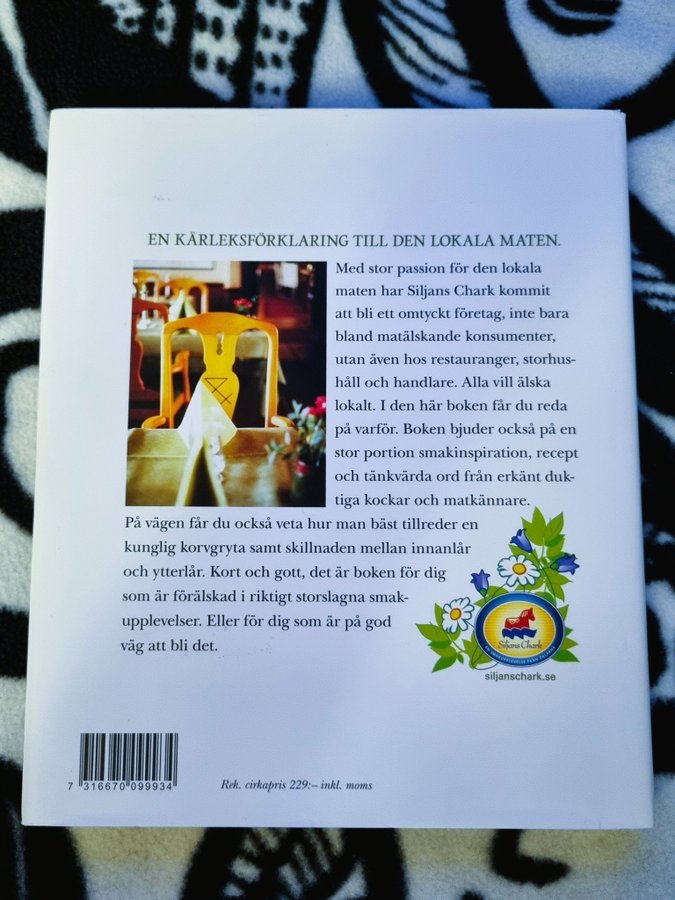 EN KÄRLEKSFÖRKLARING TILL DEN LOKALA MATEN.
Med stor passion för den lokala
maten har Siljans Chark kommit
att bli ett omtyckt företag, inte bara
bland matälskande konsumenter,
utan även hos restauranger, storhus-
håll och handlare. Alla vill älska
lokalt. I den här boken får du reda
på varför. Boken bjuder också på en
stor portion smakinspiration, recept
och tänkvärda ord från erkänt duk-
tiga kockar och matkännare.
På vägen får du också veta hur man bäst tillreder en
kunglig korvgryta samt skillnaden mellan innanlår
och ytterlår. Kort och gott, det är boken för dig
som är förälskad i riktigt storslagna smak-
upplevelser. Eller för dig som är på god
väg att bli det.
Siljans Chark
EN SMAKUPPLEVELSE FRÅN DALARNA
siljanschark.se
7 316670 099934
Rek. cirkapris 229:– inkl. moms